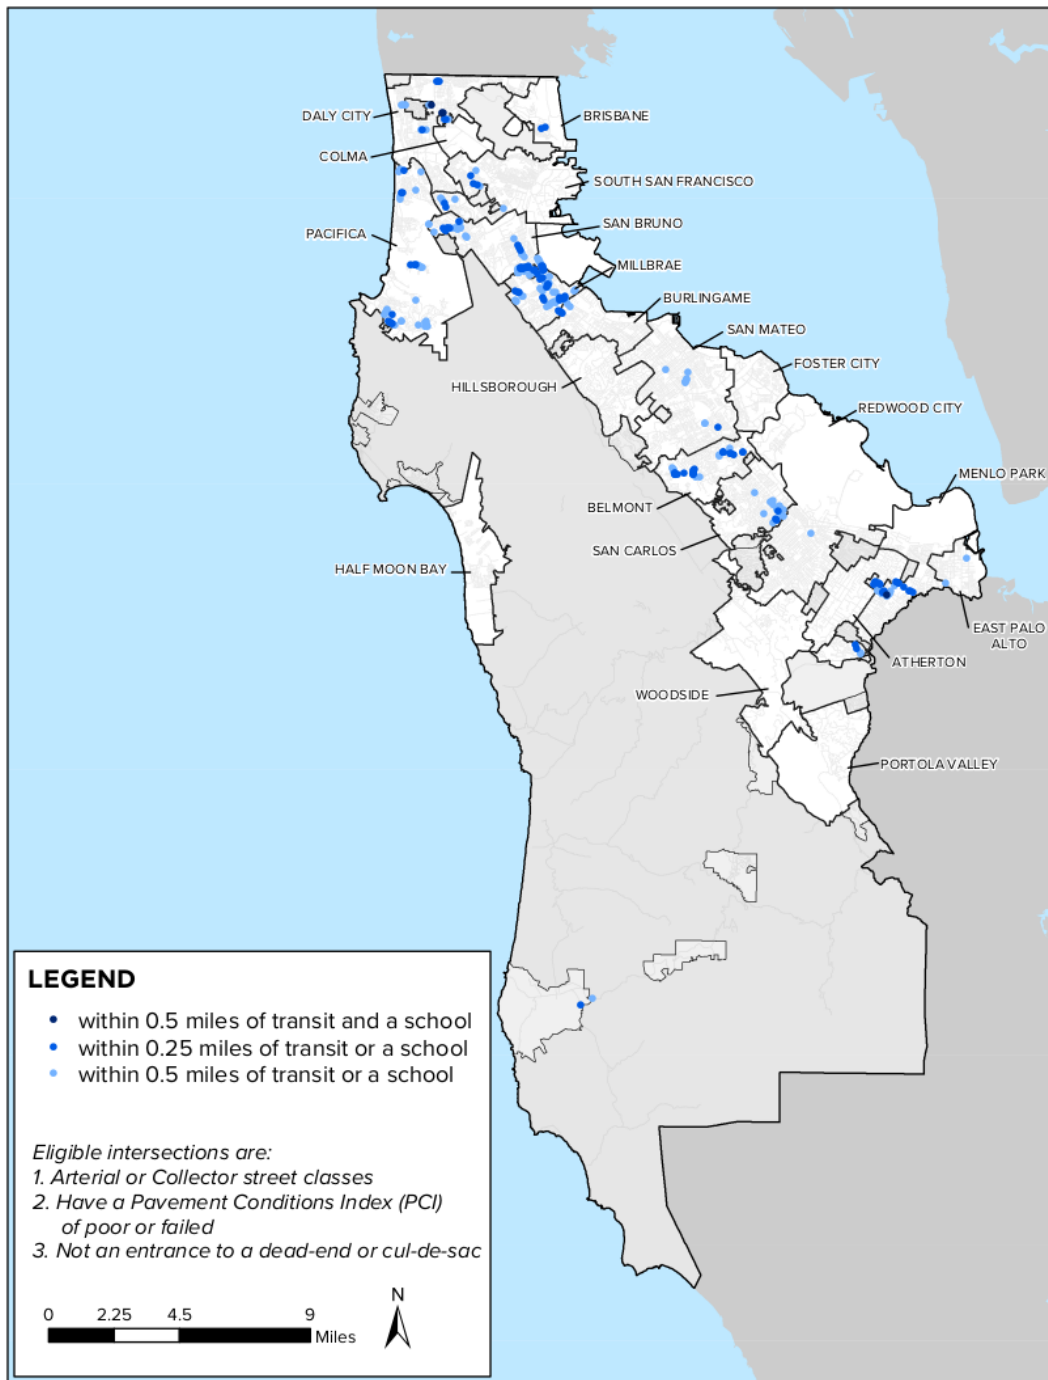 DALY CITY
BRISBANE
COLMA
SOUTH SAN FRANCISCO
SAN BRUNO
PACIFICA
MILLBRAE
BURLINGAME
SAN MATEO
FOSTER CITY
HILLSBOROUGH
REDWOOD CITY
MENLO PARK
BELMONT
SAN CARLOS
HALF MOON BAY
EAST PALO
ALTO
ATHERTON
WOODSIDE
PORTOLA VALLEY
LEGEND
within 0.5 miles of transit and a school
within 0.25 miles of transit or a school
within 0.5 miles of transit or a school
Eligible intersections are:
1. Arterial or Collector street classes
2. Have a Pavement Conditions Index (PCI)
of poor or failed
3. Not an entrance to a dead-end or cul-de-sac
N
0 2.25 4.5 9
Miles